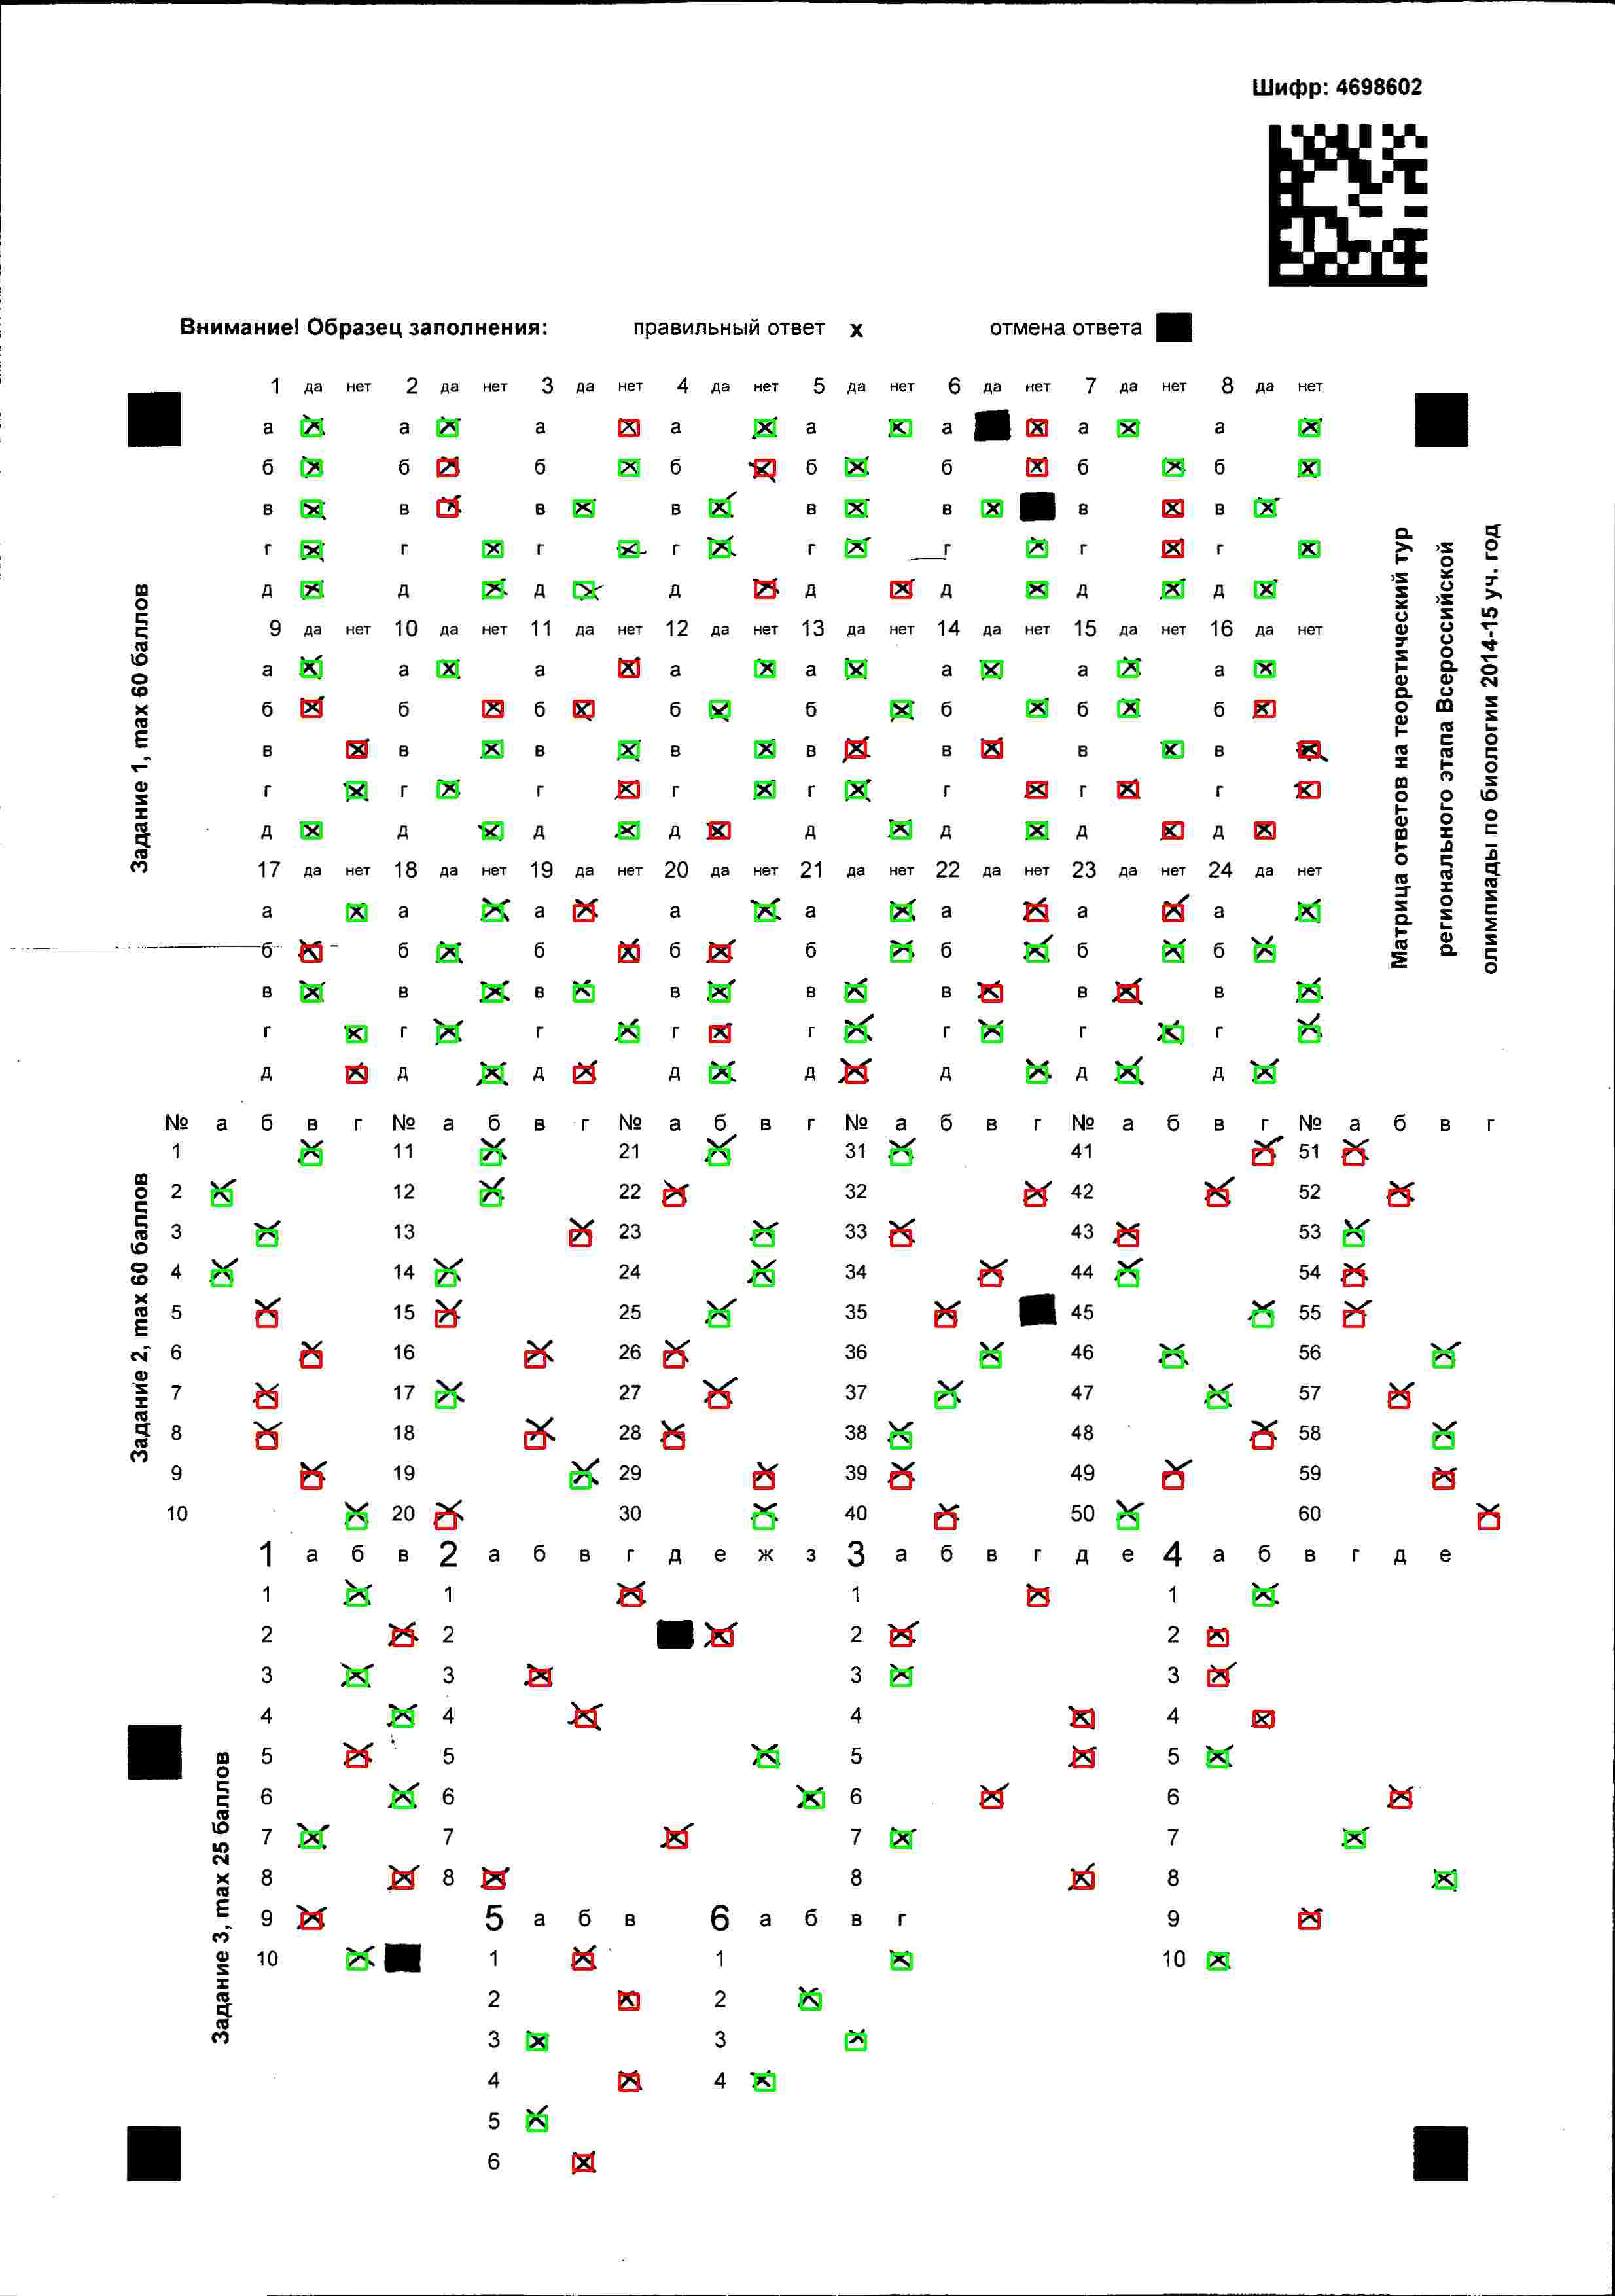 Шифр: 4698602
Внимание! Образец заполнения: правильный ответ х отмена ответа
1 да нет 2 да нет 3 да нет 4 да нет 5 да нет 6 да нет 7 да нет 8 да нет
а а а а а а а а
б б б б б б б б
в в в в в в в в
г г г г г г г г
д д д д д д д д
9 да нет 10 да нет 11 да нет 12 да нет 13 да нет 14 да нет 15 да нет 16 да нет
а а а а а а а а
б б б б б б б б
в в в в в в в в
г г г г г г г г
д д д д д д д д
17 да нет 18 да нет 19 да нет 20 да нет 21 да нет 22 да нет 23 да нет 24 да нет
а а а а а а а а
б б б б б б б б
в в в в в в в в
г г г г г г г г
д д д д д д д д
Задание 1, max 60 баллов
Матрица ответов на теоретический тур
регионального этапа Всероссийской
олимпиады по биологии 2014-15 уч. год
№ а б в г № а б в г № а б в г № а б в г № а б в г № а б в г
1 11 21 31 41 51
2 12 22 32 42 52
3 13 23 33 43 53
4 14 24 34 44 54
5 15 25 35 45 55
6 16 26 36 46 56
7 17 27 37 47 57
8 18 28 38 48 58
9 19 29 39 49 59
10 20 30 40 50 60
Задание 2, max 60 баллов
1 а б в 2 а б в г д е ж з 3 а б в г д е 4 а б в г д е
1 1 1 1
2 2 2 2
3 3 3 3
4 4 4 4
5 5 5 5
6 6 6 6
7 7 7 7
8 8 8 8
9 5 а б в 6 а б в г 9
10 1 1 10
2 2
3 3
4 4
5
6
Задание 3, max 25 баллов